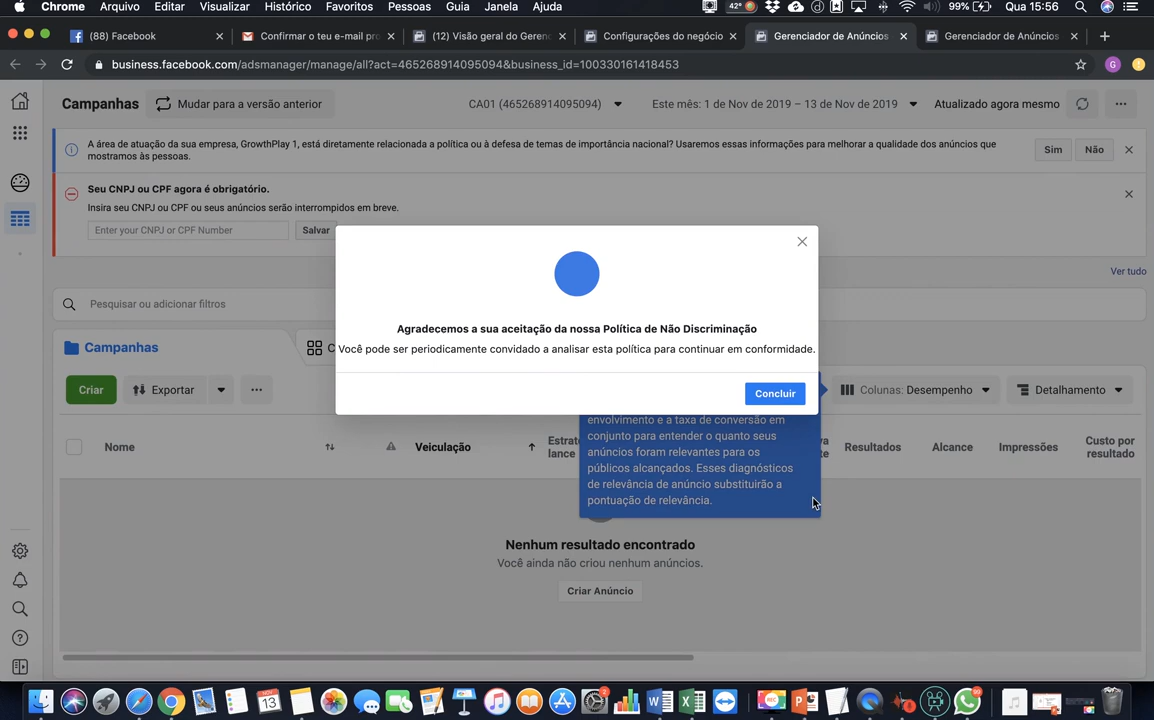 Chrome Arquivo Editar Visualizar Histórico Favoritos Pessoas Guia Janela Ajuda 42° 99% Qua 15:56
(88) Facebook Confirmar o teu e-mail pro (12) Visão geral do Gerenc Configurações do negócio Gerenciador de Anúncios Gerenciador de Anúncios
business.facebook.com/adsmanager/manage/all?act=465268914095094&business_id=100330161418453 G
Campanhas Mudar para a versão anterior CA01 (465268914095094) Este mês: 1 de Nov de 2019 – 13 de Nov de 2019 Atualizado agora mesmo
A área de atuação da sua empresa, GrowthPlay 1, está diretamente relacionada a política ou à defesa de temas de importância nacional? Usaremos essas informações para melhorar a qualidade dos anúncios que
mostramos às pessoas.
Sim Não
Seu CNPJ ou CPF agora é obrigatório.
Insira seu CNPJ ou CPF ou seus anúncios serão interrompidos em breve.
Enter your CNPJ or CPF Number Salvar
Ver tudo
Pesquisar ou adicionar filtros
Agradecemos a sua aceitação da nossa Política de Não Discriminação
Você pode ser periodicamente convidado a analisar esta política para continuar em conformidade.
Concluir
Campanhas C
Criar Exportar Colunas: Desempenho Detalhamento
envolvimento e a taxa de conversão em
conjunto para entender o quanto seus
anúncios foram relevantes para os
públicos alcançados. Esses diagnósticos
de relevância de anúncio substituirão a
pontuação de relevância.
Nome Veiculação Resultados Alcance Impressões Custo por
resultado
Nenhum resultado encontrado
Você ainda não criou nenhum anúncios.
Criar Anúncio